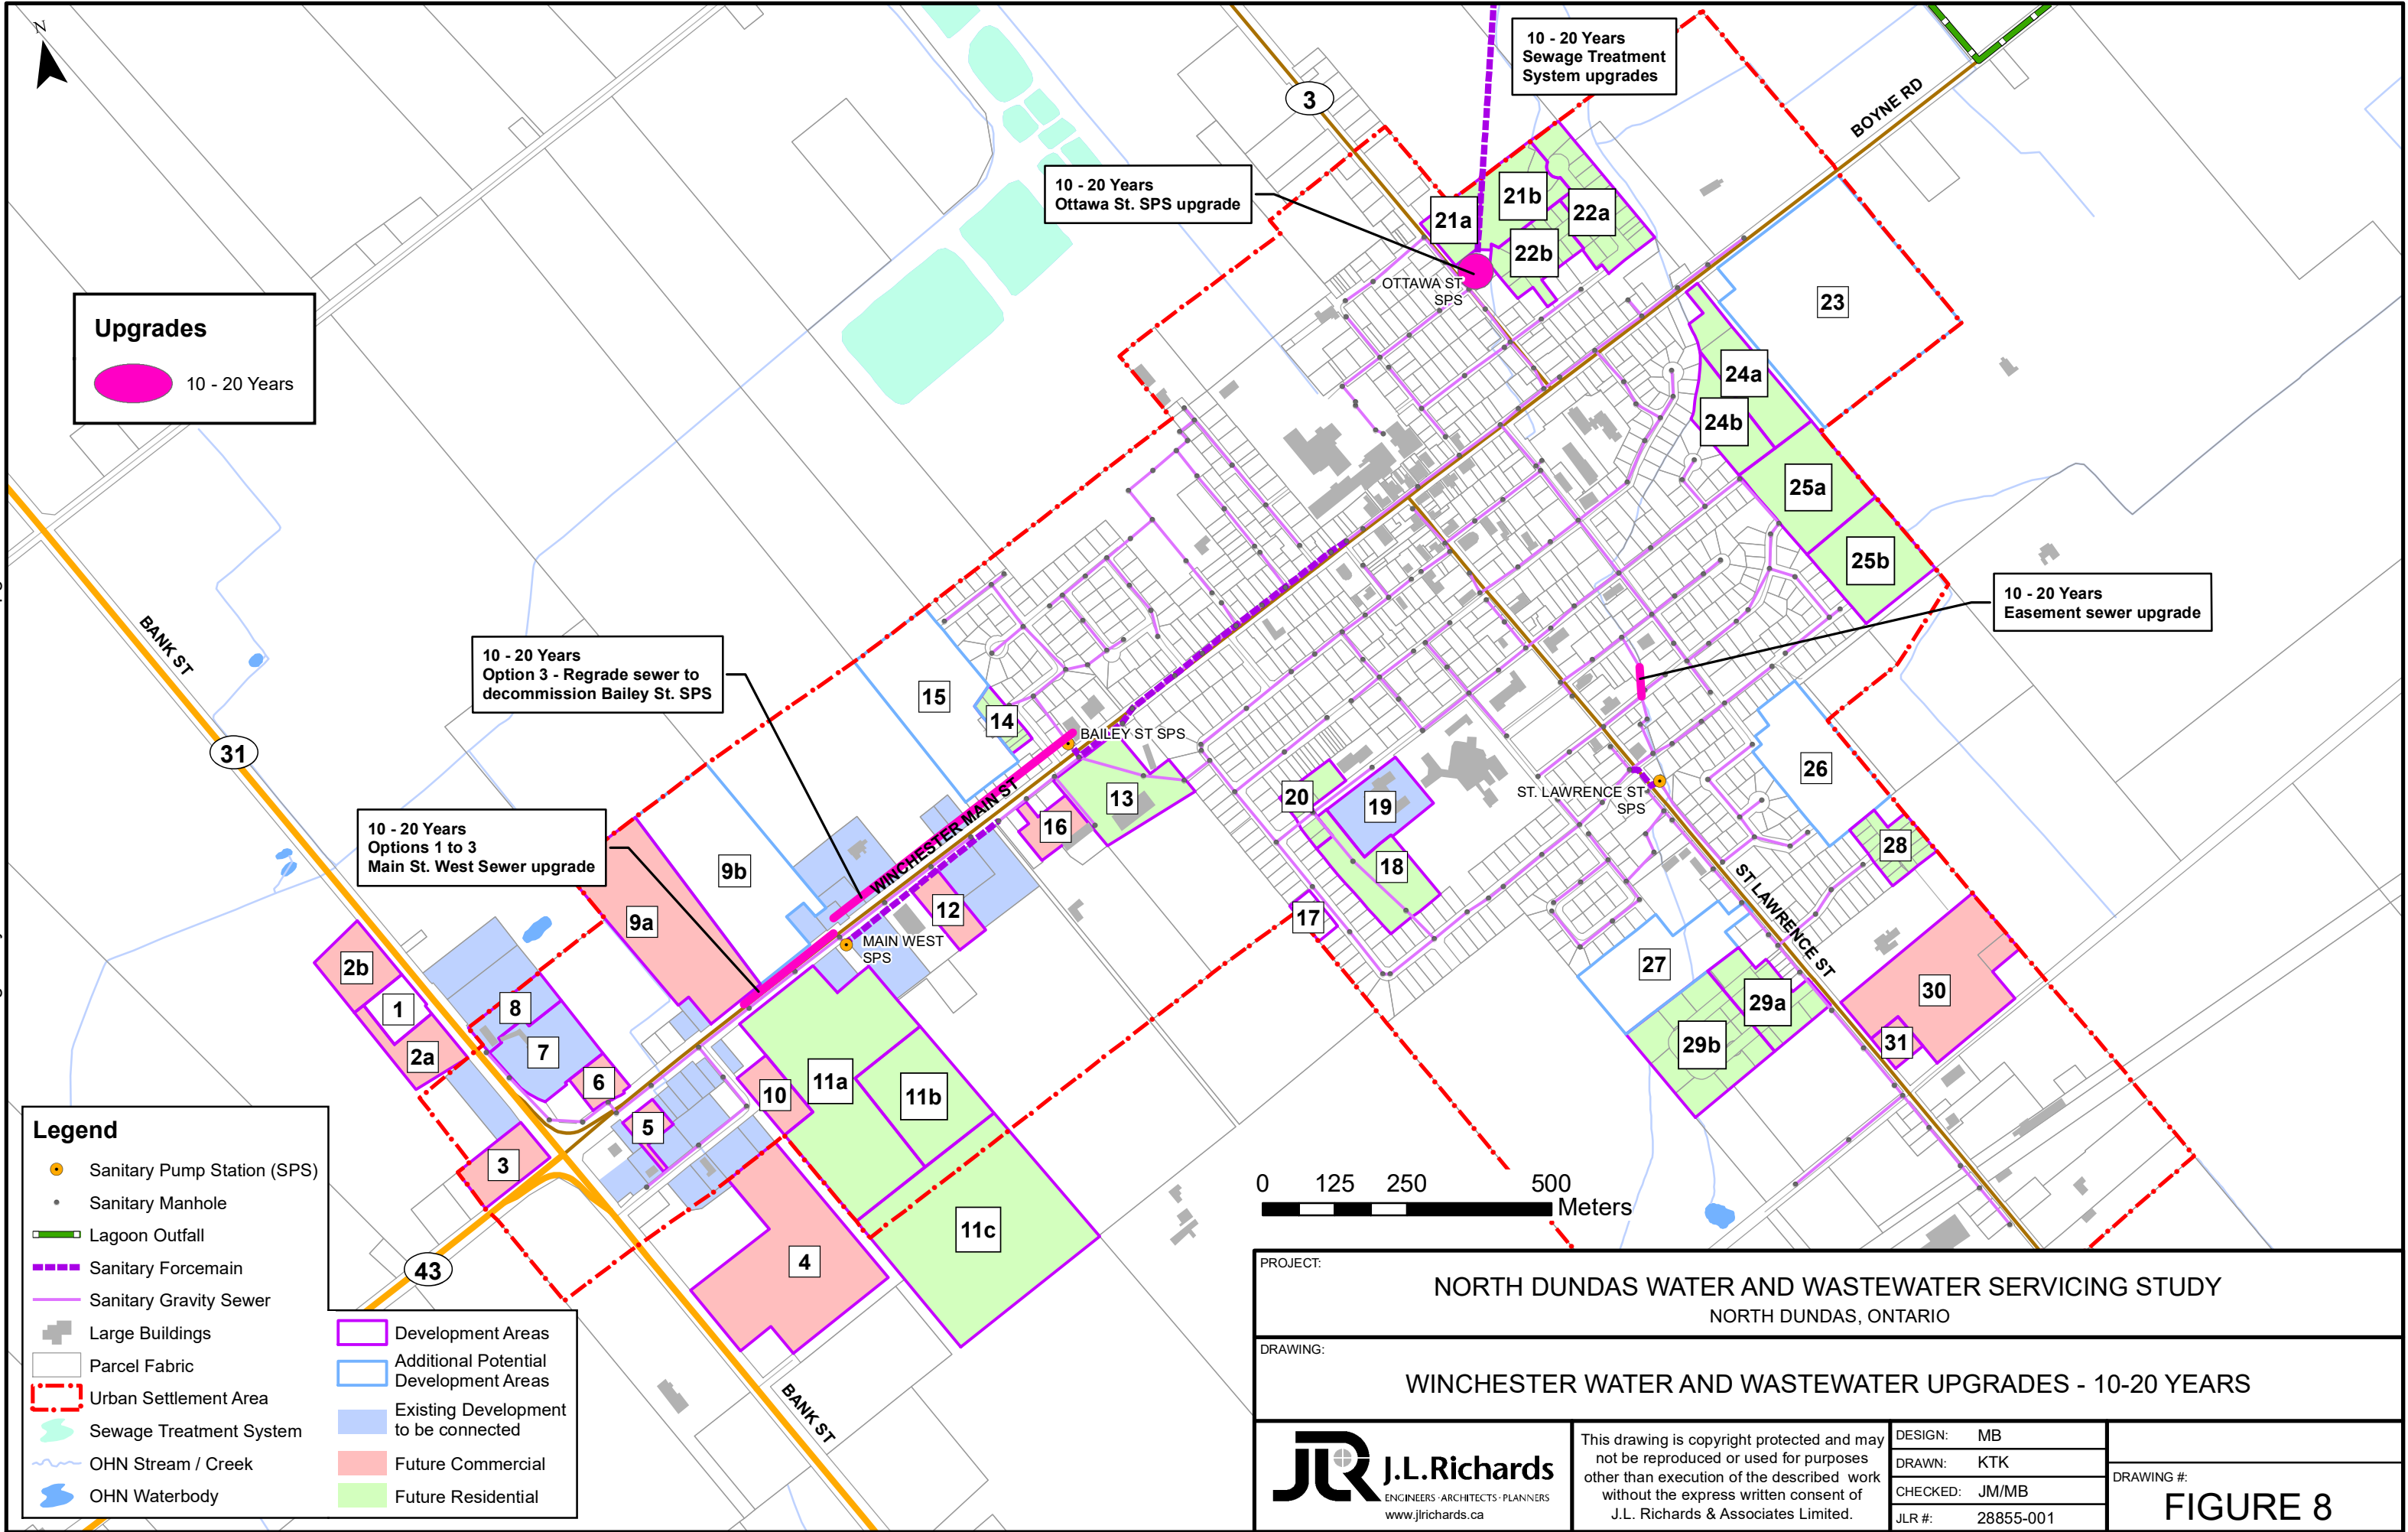 N
10 - 20 Years
Sewage Treatment
System upgrades
3
BOYNE RD
10 - 20 Years
Ottawa St. SPS upgrade
21a
21b
22a
22b
OTTAWA ST
SPS
23
Upgrades
10 - 20 Years
24a
24b
25a
25b
10 - 20 Years
Easement sewer upgrade
BANK ST
31
10 - 20 Years
Option 3 - Regrade sewer to
decommission Bailey St. SPS
15
14
BAILEY ST SPS
13
16
WINCHESTER MAIN ST
20
19
18
17
ST. LAWRENCE ST
SPS
26
28
10 - 20 Years
Options 1 to 3
Main St. West Sewer upgrade
9b
9a
12
MAIN WEST
SPS
ST LAWRENCE ST
27
29a
29b
30
31
2b
1
2a
8
7
6
5
10
11a
11b
11c
3
4
43
BANK ST
0 125 250 500
Meters
Legend
Sanitary Pump Station (SPS)
Sanitary Manhole
Lagoon Outfall
Sanitary Forcemain
Sanitary Gravity Sewer
Large Buildings
Parcel Fabric
Urban Settlement Area
Sewage Treatment System
OHN Stream / Creek
OHN Waterbody
Development Areas
Additional Potential
Development Areas
Existing Development
to be connected
Future Commercial
Future Residential
PROJECT:
NORTH DUNDAS WATER AND WASTEWATER SERVICING STUDY
NORTH DUNDAS, ONTARIO
DRAWING:
WINCHESTER WATER AND WASTEWATER UPGRADES - 10-20 YEARS
JLR J.L.Richards
ENGINEERS · ARCHITECTS · PLANNERS
www.jlrichards.ca
This drawing is copyright protected and may
not be reproduced or used for purposes
other than execution of the described work
without the express written consent of
J.L. Richards & Associates Limited.
DESIGN: MB
DRAWN: KTK
CHECKED: JM/MB
JLR #: 28855-001
DRAWING #:
FIGURE 8